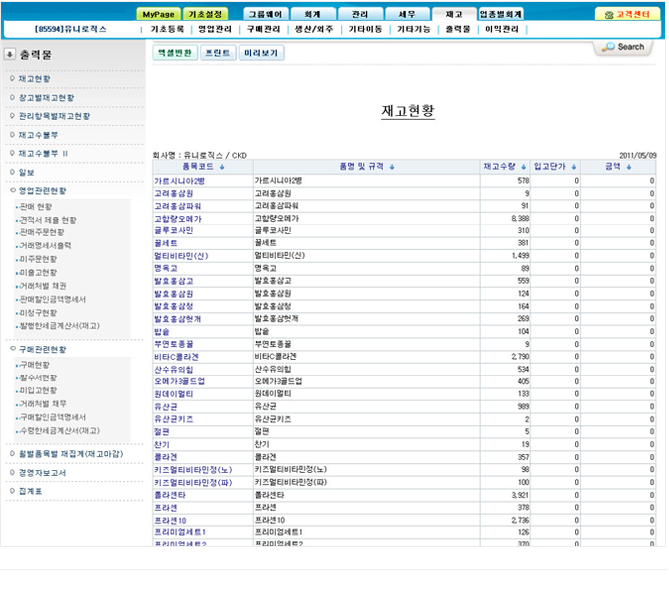 MyPage 기초설정 그룹웨어 회계 관리 세무 재고 업종별회계 고객센터
[85594]유니로직스 기초등록 영업관리 구매관리 생산/외주 기타이동 기타기능 출력물 이익관리
출력물
엑셀변환 프린트 미리보기
Search
재고현황
창고별재고현황
관리항목별재고현황
재고수불부
재고수불부 II
일보
영업관련현황
판매 현황
견적서 제출 현황
판매주문현황
거래명세서출력
미주문현황
미출고현황
거래처별 채권
판매할인금액명세서
미청구현황
발행한세금계산서(재고)
구매관련현황
구매현황
발주서현황
미입고현황
거래처별 채무
구매할인금액명세서
수령한세금계산서(재고)
월별품목별 재집계(재고마감)
경영자보고서
집계표
재고현황
회사명 : 유니로직스 / CKD 2011/05/09
품목코드 품명 및 규격 재고수량 입고단가 금액
가르시니아2병 가르시니아2병 578 0 0
고려홍삼원 고려홍삼원 9 0 0
고려홍삼파워 고려홍삼파워 91 0 0
고함량오메가 고함량오메가 8,388 0 0
글루코사민 글루코사민 310 0 0
꿀세트 꿀세트 381 0 0
멀티비타민(신) 멀티비타민(신) 1,499 0 0
명옥고 명옥고 89 0 0
발효홍삼고 발효홍삼고 559 0 0
발효홍삼원 발효홍삼원 124 0 0
발효홍삼청 발효홍삼청 164 0 0
발효홍삼헛개 발효홍삼헛개 269 0 0
밥솥 밥솥 104 0 0
부연토종꿀 부연토종꿀 9 0 0
비타C콜라겐 비타C콜라겐 2,790 0 0
산수유의힘 산수유의힘 534 0 0
오메가3골드업 오메가3골드업 405 0 0
원데이멀티 원데이멀티 133 0 0
유산균 유산균 989 0 0
유산균키즈 유산균키즈 2 0 0
절편 절편 5 0 0
찬기 찬기 19 0 0
콜라겐 콜라겐 357 0 0
키즈멀티비타민정(노) 키즈멀티비타민정(노) 98 0 0
키즈멀티비타민정(파) 키즈멀티비타민정(파) 100 0 0
폴라센타 폴라센타 3,921 0 0
프라센 프라센 378 0 0
프라센10 프라센10 2,736 0 0
프리미엄세트1 프리미엄세트1 126 0 0
프리미엄세트2 프리미엄세트2 370 0 0